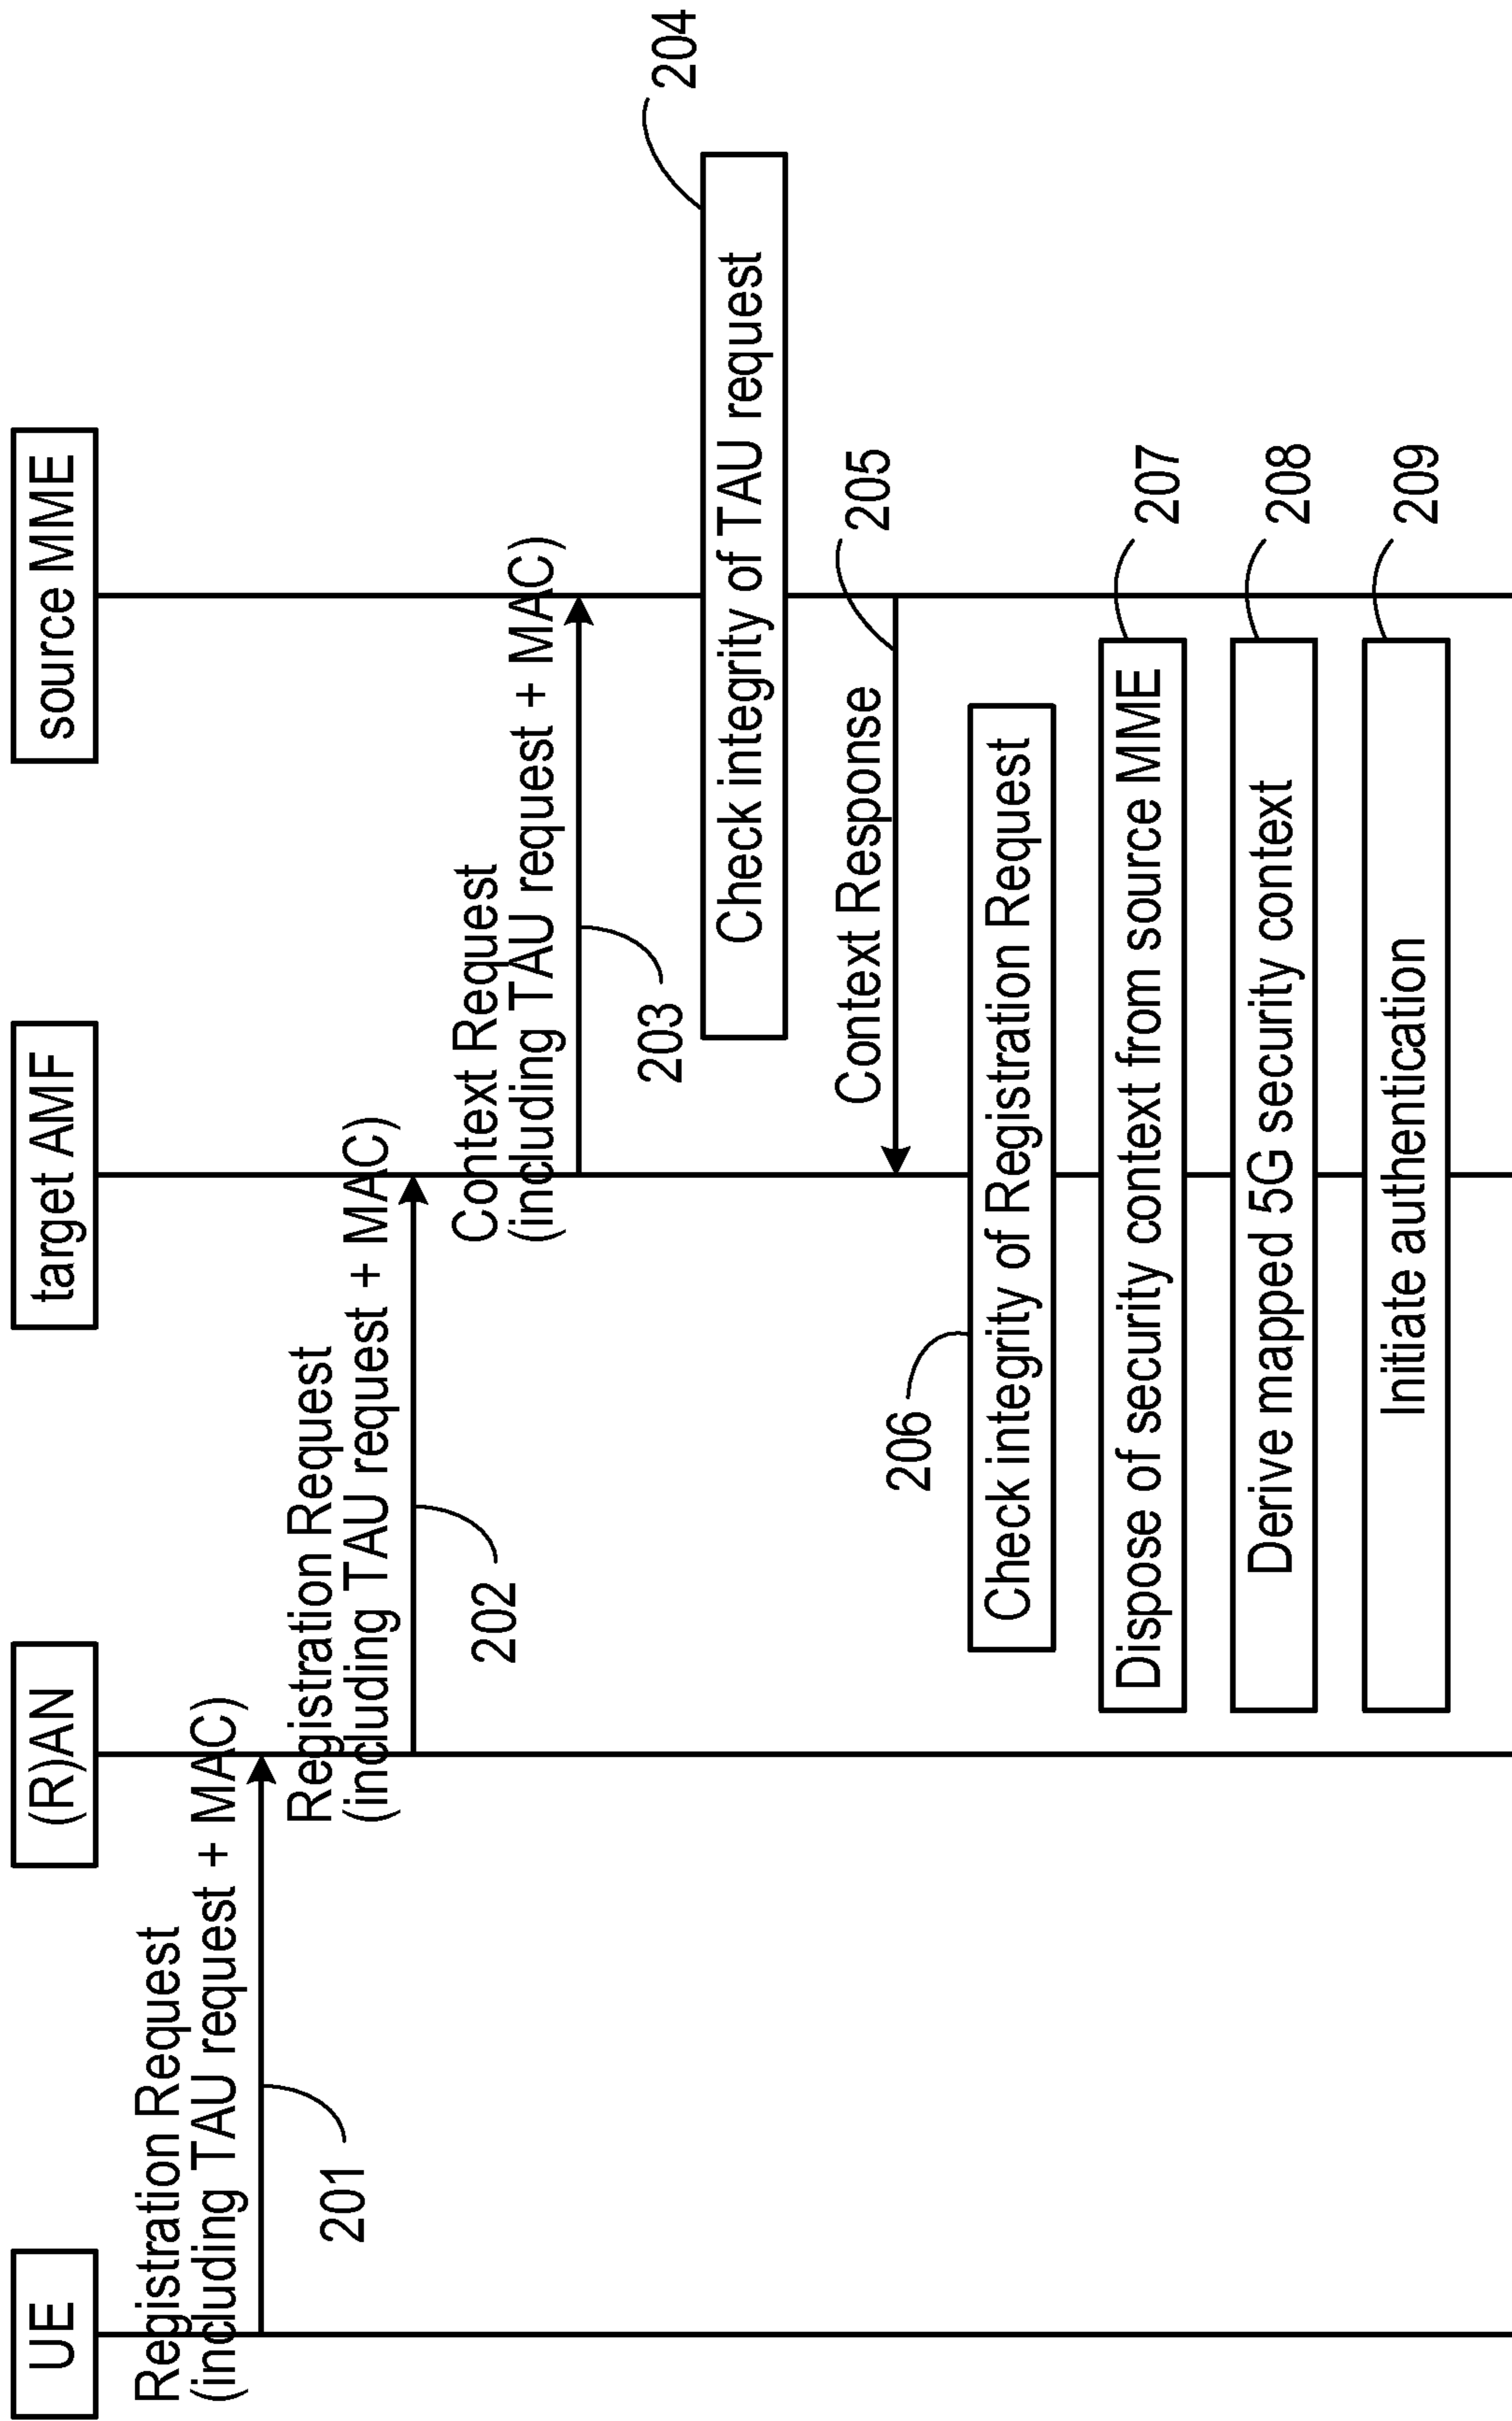 UE
(R)AN
target AMF
source MME
Registration Request
(including TAU request + MAC)
201
Registration Request
(including TAU request + MAC)
202
Context Request
(including TAU request + MAC)
203
204
Check integrity of TAU request
Context Response
205
206
Check integrity of Registration Request
Dispose of security context from source MME
207
Derive mapped 5G security context
208
Initiate authentication
209